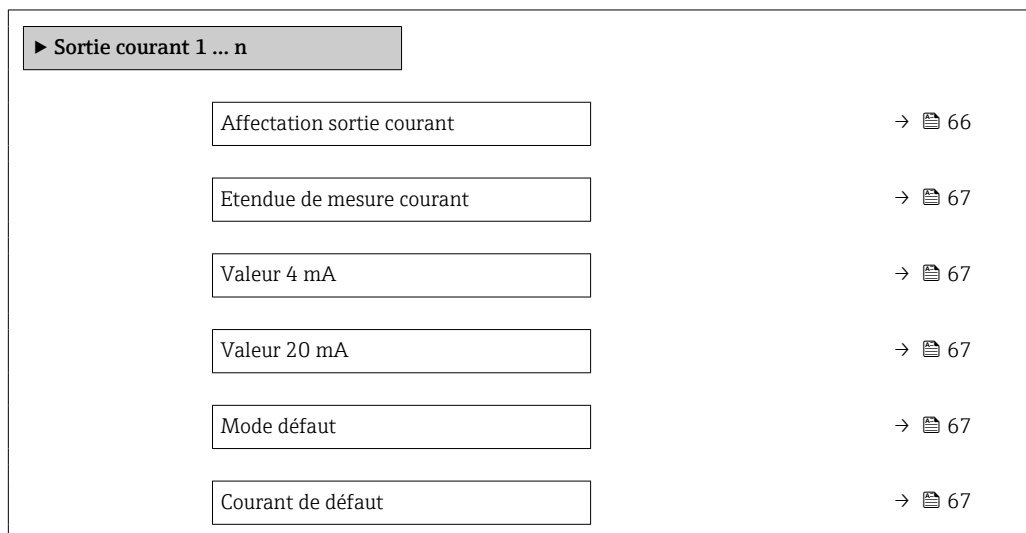 ▶ Sortie courant 1 … n
Affectation sortie courant → 66
Etendue de mesure courant → 67
Valeur 4 mA → 67
Valeur 20 mA → 67
Mode défaut → 67
Courant de défaut → 67